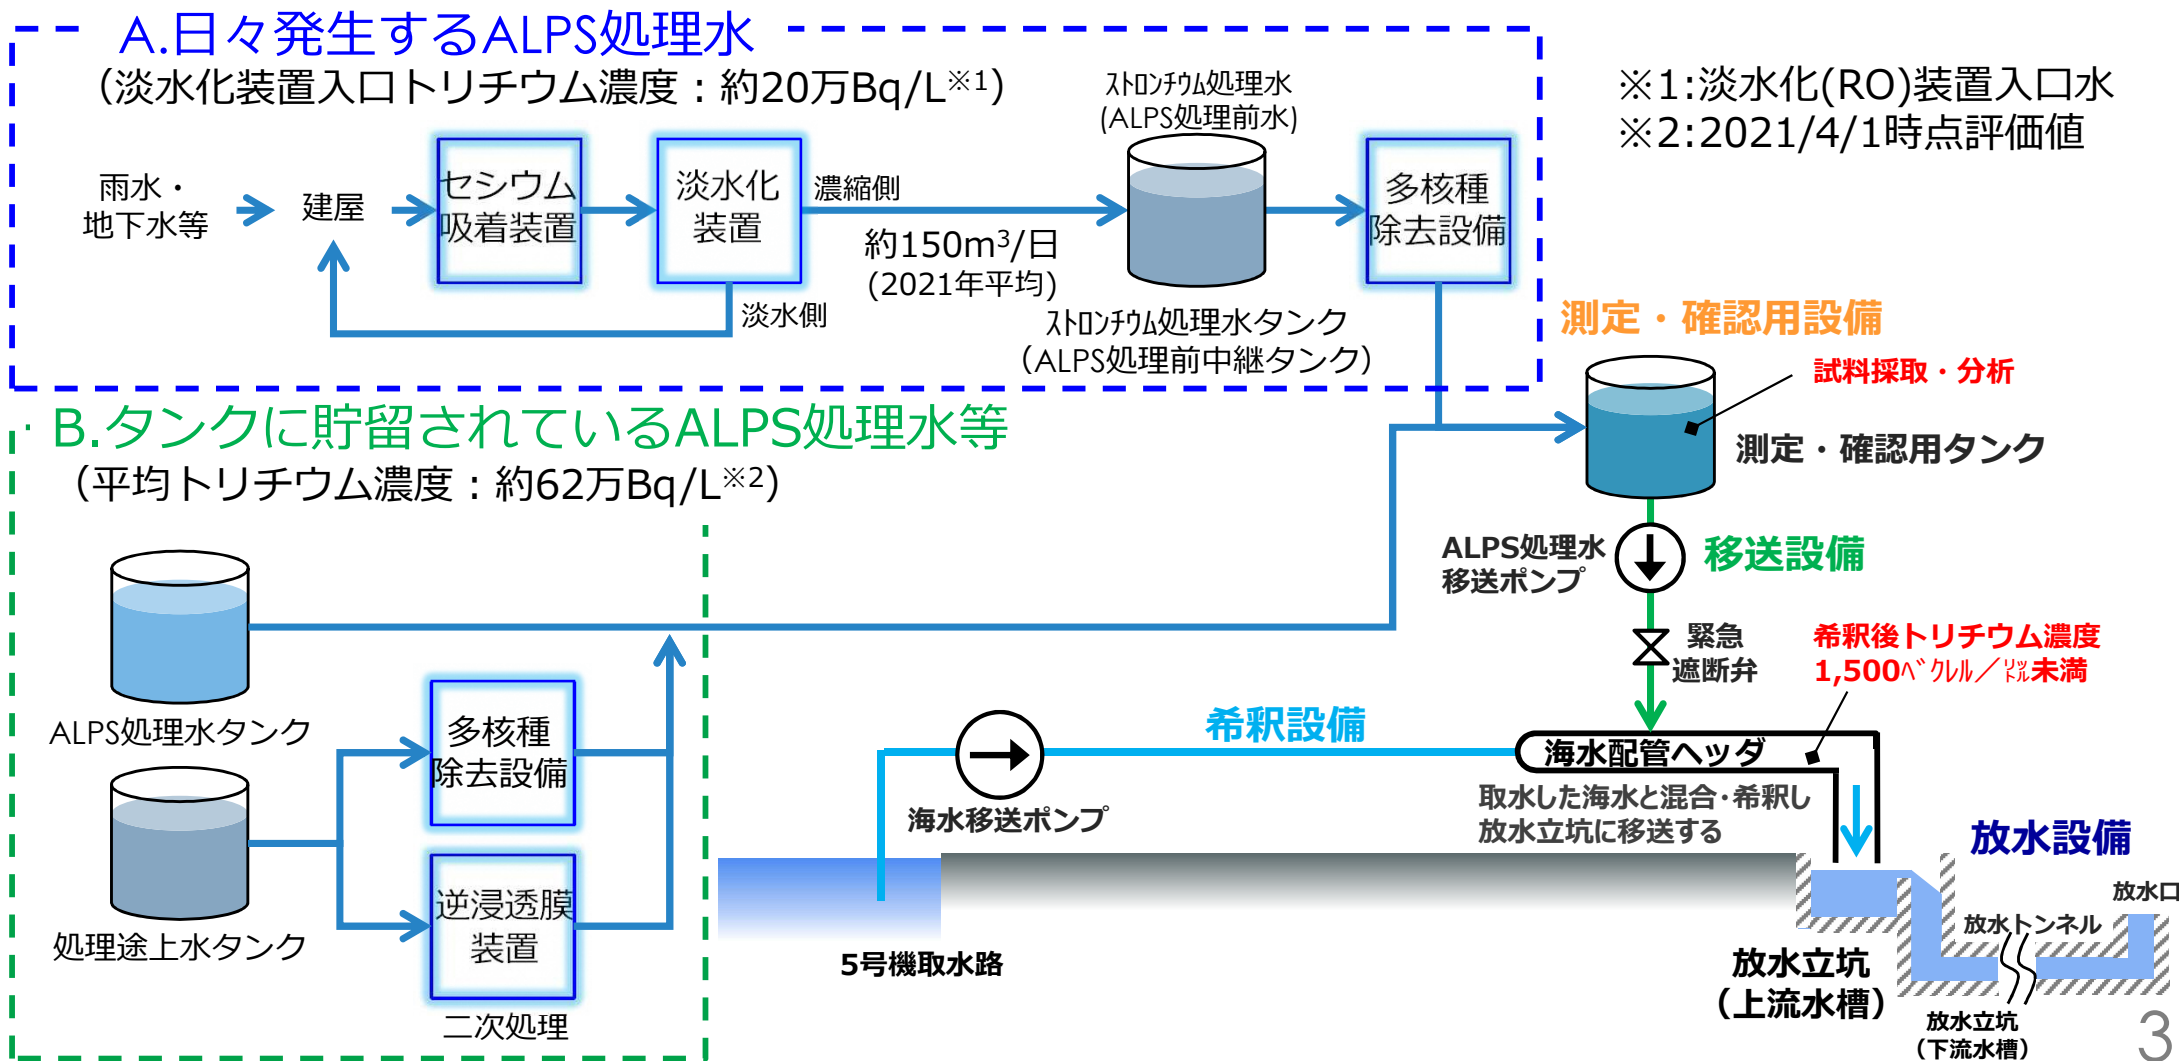 A.日々発生するALPS処理水
（淡水化装置入口トリチウム濃度：約20万Bq/L※1）
※1:淡水化(RO)装置入口水
※2:2021/4/1時点評価値
雨水・
地下水等
建屋
セシウム
吸着装置
淡水化
装置
濃縮側
約150m3/日
(2021年平均)
淡水側
ｽﾄﾛﾝﾁｳﾑ処理水
(ALPS処理前水)
ｽﾄﾛﾝﾁｳﾑ処理水タンク
（ALPS処理前中継タンク）
多核種
除去設備
測定・確認用設備
試料採取・分析
測定・確認用タンク
B.タンクに貯留されているALPS処理水等
（平均トリチウム濃度：約62万Bq/L※2）
ALPS処理水タンク
処理途上水タンク
多核種
除去設備
逆浸透膜
装置
二次処理
ALPS処理水
移送ポンプ
移送設備
緊急
遮断弁
希釈後トリチウム濃度
1,500ﾍﾞｸﾚﾙ／ﾘｯﾄﾙ未満
希釈設備
海水移送ポンプ
海水配管ヘッダ
取水した海水と混合・希釈し
放水立坑に移送する
5号機取水路
放水設備
放水口
放水トンネル
放水立坑
（上流水槽）
放水立坑
（下流水槽）
3